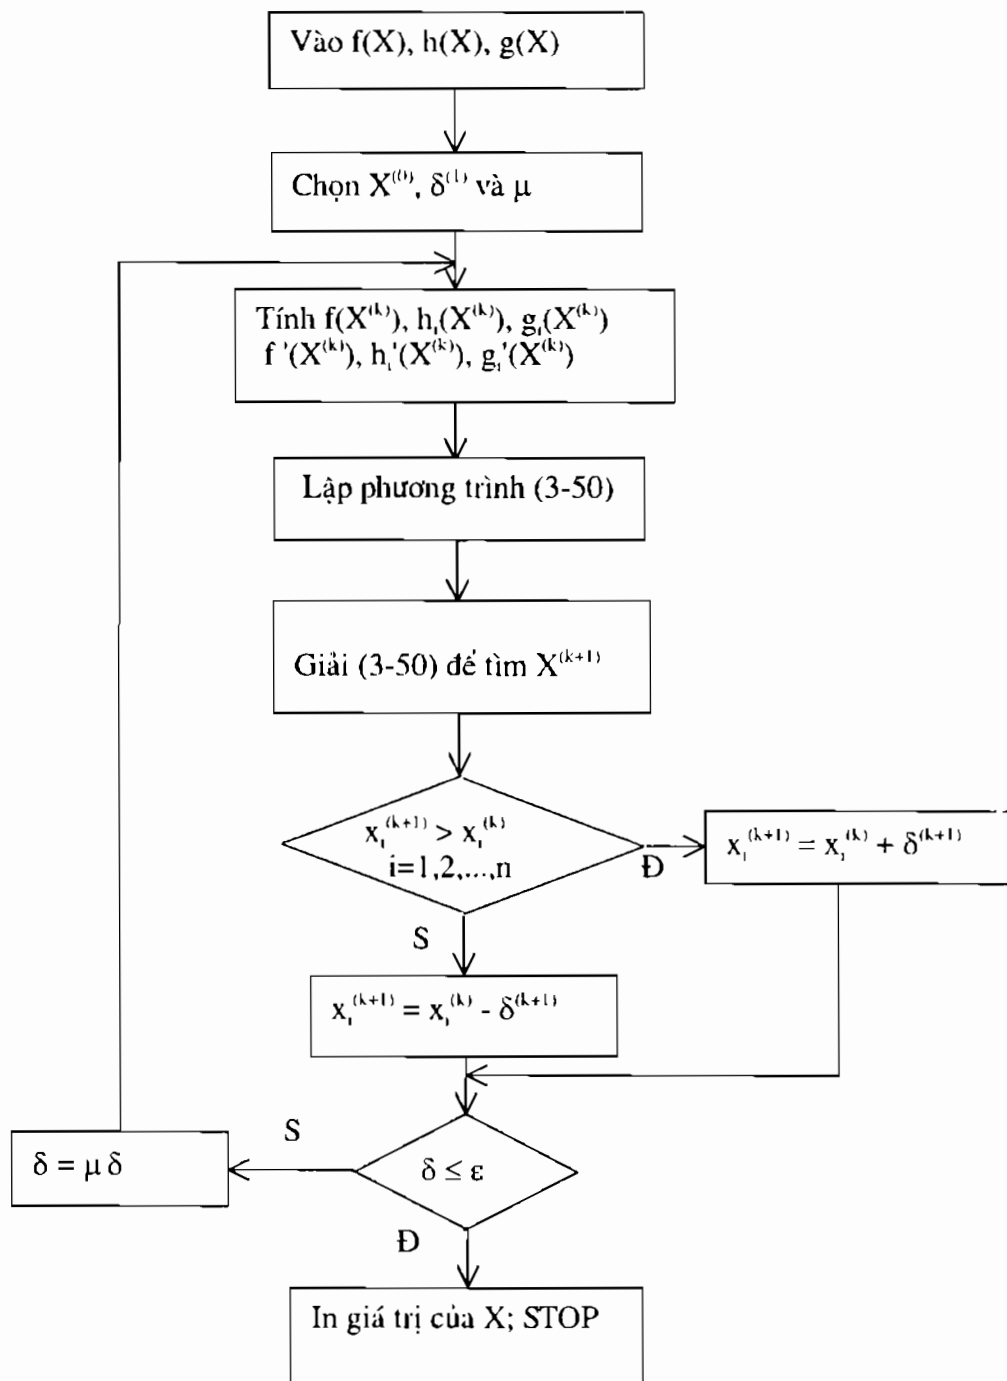 Vào f(X), h(X), g(X)
Chọn X⁽⁰⁾, δ⁽¹⁾ và μ
Tính f(X⁽ᵏ⁾), hᵢ(X⁽ᵏ⁾), gᵢ(X⁽ᵏ⁾)
f '(X⁽ᵏ⁾), hᵢ'(X⁽ᵏ⁾), gᵢ'(X⁽ᵏ⁾)
Lập phương trình (3-50)
Giải (3-50) để tìm X⁽ᵏ⁺¹⁾
xᵢ⁽ᵏ⁺¹⁾ > xᵢ⁽ᵏ⁾
i=1,2,...,n
Đ
xᵢ⁽ᵏ⁺¹⁾ = xᵢ⁽ᵏ⁾ + δ⁽ᵏ⁺¹⁾
S
xᵢ⁽ᵏ⁺¹⁾ = xᵢ⁽ᵏ⁾ - δ⁽ᵏ⁺¹⁾
S
δ = μ δ
δ ≤ ε
Đ
In giá trị của X; STOP